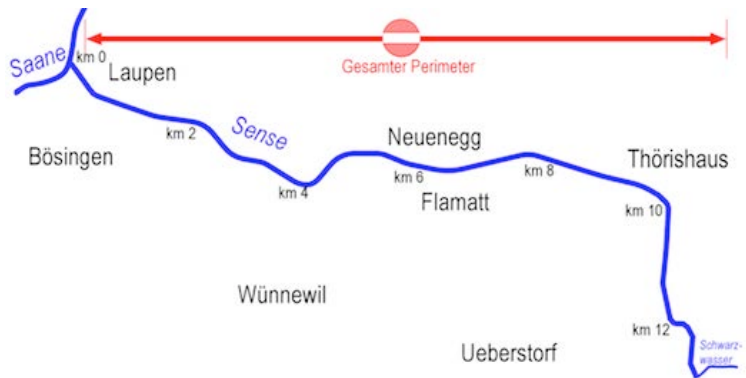 Saane
km 0
Laupen
Gesamter Perimeter
Bösingen
km 2
Sense
km 4
Neuenegg
km 6
km 8
Flamatt
Thörishaus
km 10
Wünnewil
km 12
Ueberstorf
Schwarz-
wasser